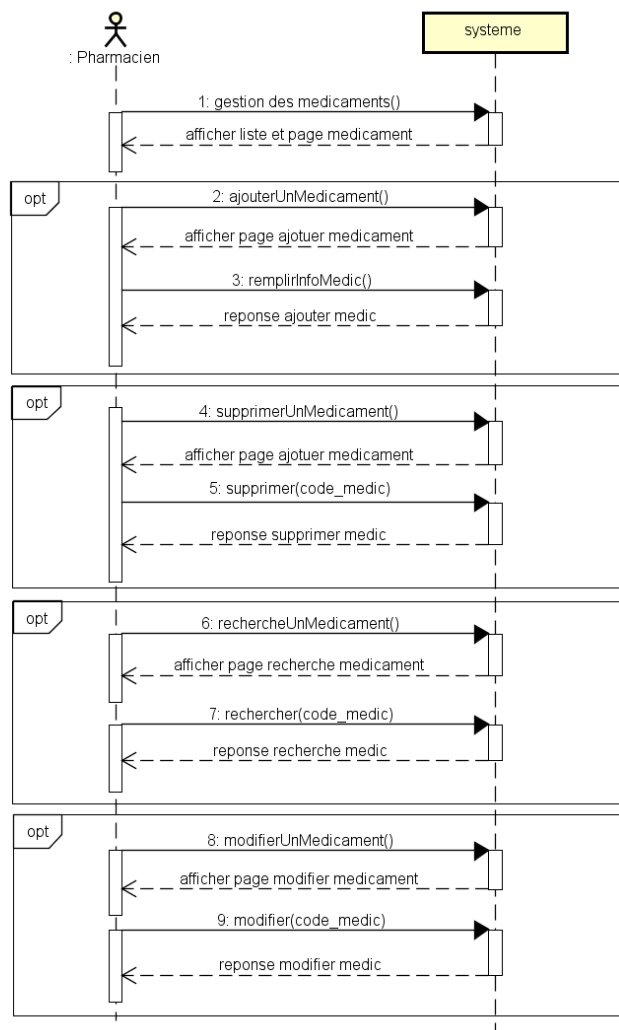 : Pharmacien
systeme
1: gestion des medicaments()
afficher liste et page medicament
opt
2: ajouterUnMedicament()
afficher page ajotuer medicament
3: remplirInfoMedic()
reponse ajouter medic
opt
4: supprimerUnMedicament()
afficher page ajotuer medicament
5: supprimer(code_medic)
reponse supprimer medic
opt
6: rechercheUnMedicament()
afficher page recherche medicament
7: rechercher(code_medic)
reponse recherche medic
opt
8: modifierUnMedicament()
afficher page modifier medicament
9: modifier(code_medic)
reponse modifier medic